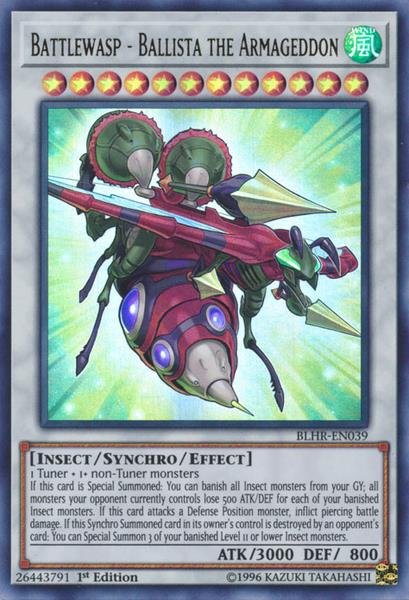 BATTLEWASP - BALLISTA THE ARMAGEDDON
WIND
風
BLHR-EN039
[INSECT/SYNCHRO/EFFECT]
1 Tuner + 1+ non-Tuner monsters
If this card is Special Summoned: You can banish all Insect monsters from your GY; all
monsters your opponent currently controls lose 500 ATK/DEF for each of your banished
Insect monsters. If this card attacks a Defense Position monster, inflict piercing battle
damage. If this Synchro Summoned card in its owner's control is destroyed by an opponent's
card: You can Special Summon 3 of your banished Level 11 or lower Insect monsters.
ATK/3000 DEF/ 800
26443791 1st Edition ©1996 KAZUKI TAKAHASHI